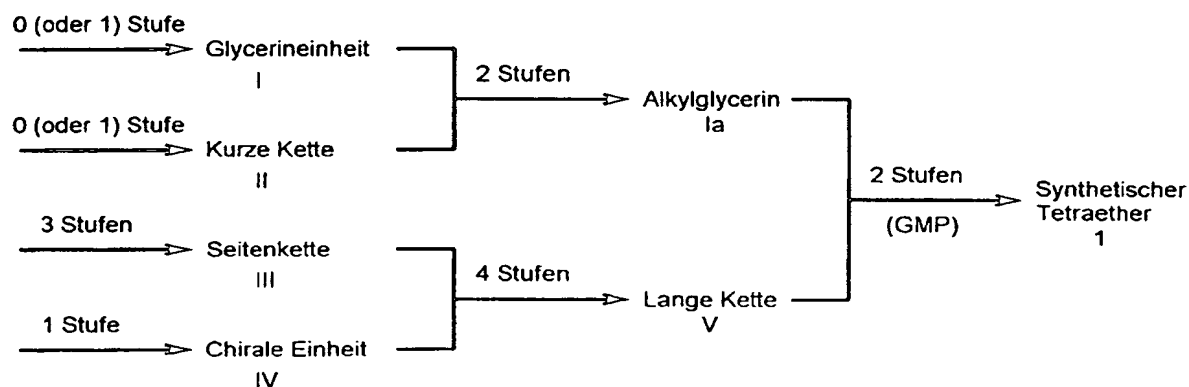 0 (oder 1) Stufe
Glycerineinheit
I
2 Stufen
Alkylglycerin
Ia
0 (oder 1) Stufe
Kurze Kette
II
2 Stufen
(GMP)
Synthetischer
Tetraether
1
3 Stufen
Seitenkette
III
4 Stufen
Lange Kette
V
1 Stufe
Chirale Einheit
IV